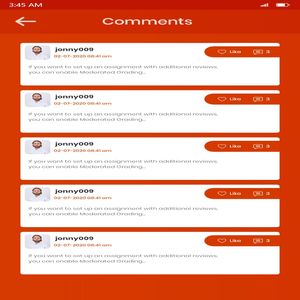 3:45 AM
Comments
jonny009
Like 3
02-07-2020 08:41 am
If you want to set up an assignment with additional reviews.
you can enable Moderated Grading..
jonny009
Like 3
02-07-2020 08:41 am
If you want to set up an assignment with additional reviews.
you can enable Moderated Grading..
jonny009
Like 3
02-07-2020 08:41 am
If you want to set up an assignment with additional reviews.
you can enable Moderated Grading..
jonny009
Like 3
02-07-2020 08:41 am
If you want to set up an assignment with additional reviews.
you can enable Moderated Grading..
jonny009
Like 3
02-07-2020 08:41 am
If you want to set up an assignment with additional reviews.
you can enable Moderated Grading..